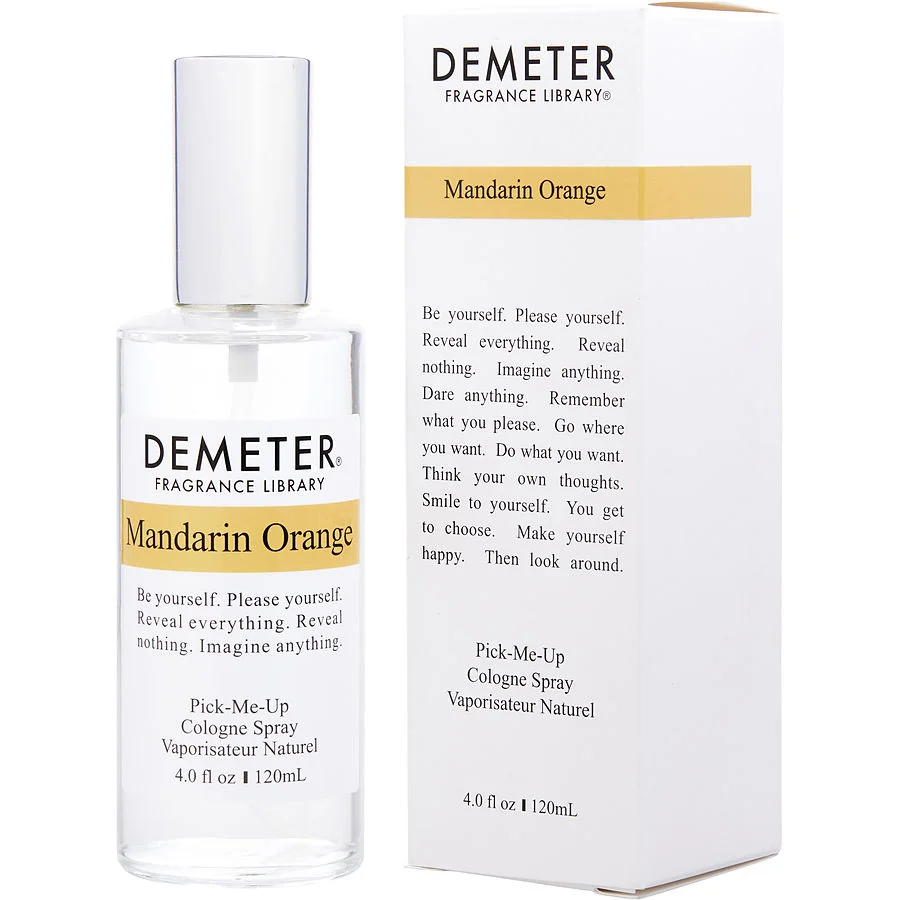 DEMETER®
FRAGRANCE LIBRARY
Mandarin Orange
Be yourself. Please yourself.
Reveal everything. Reveal
nothing. Imagine anything.
Pick-Me-Up
Cologne Spray
Vaporisateur Naturel
4.0 fl oz ❙ 120mL
DEMETER
FRAGRANCE LIBRARY®
Mandarin Orange
Be yourself. Please yourself.
Reveal everything. Reveal
nothing. Imagine anything.
Dare anything. Remember
what you please. Go where
you want. Do what you want.
Think your own thoughts.
Smile to yourself. You get
to choose. Make yourself
happy. Then look around.
Pick-Me-Up
Cologne Spray
Vaporisateur Naturel
4.0 fl oz ❙ 120mL